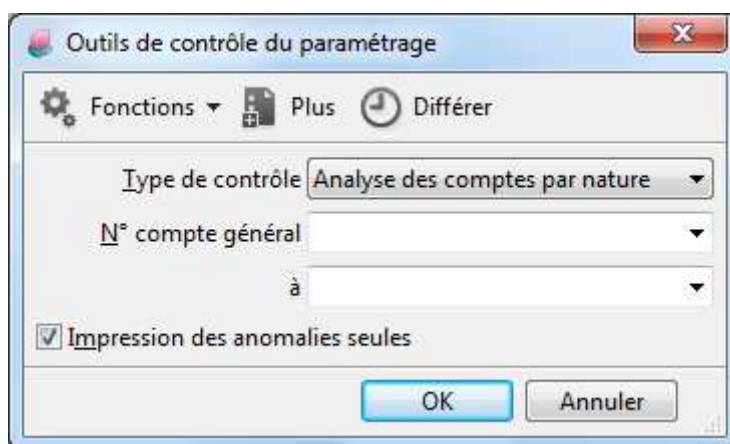 Outils de contrôle du paramétrage
Fonctions Plus Différer
Type de contrôle Analyse des comptes par nature
N° compte général
à
Impression des anomalies seules
OK Annuler